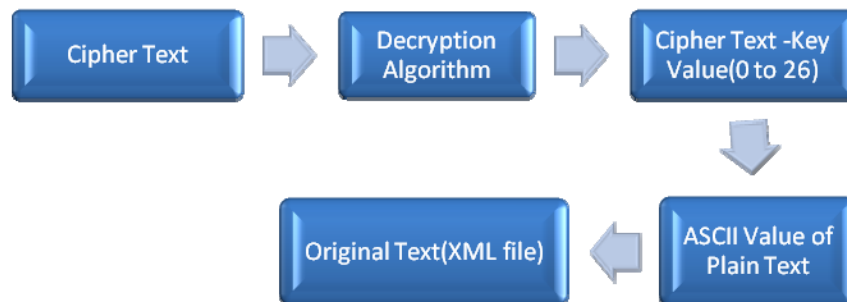 Cipher Text
Decryption
Algorithm
Cipher Text -Key
Value(0 to 26)
ASCII Value of
Plain Text
Original Text(XML file)